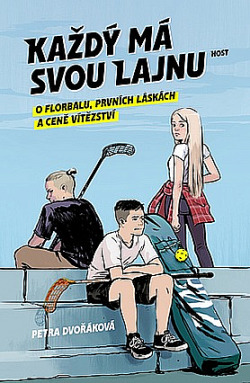 KAŽDÝ MÁ
SVOU LAJNU
HOST
O FLORBALU, PRVNÍCH LÁSKÁCH
A CENĚ VÍTĚZSTVÍ
PETRA DVOŘÁKOVÁ